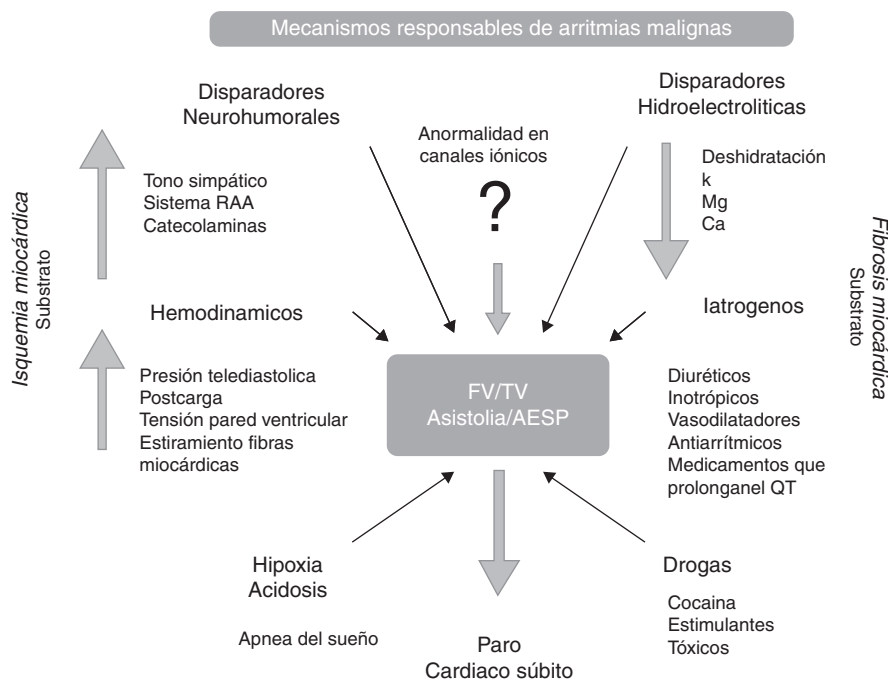 Mecanismos responsables de arritmias malignas
Disparadores
Neurohumorales
Tono simpático
Sistema RAA
Catecolaminas
Anormalidad en
canales iónicos
?
Disparadores
Hidroelectroliticas
Deshidratación
k
Mg
Ca
Isquemia miocárdica
Substrato
Fibrosis miocárdica
Substrato
Hemodinamicos
Presión telediastolica
Postcarga
Tensión pared ventricular
Estiramiento fibras
miocárdicas
FV/TV
Asistolia/AESP
Iatrogenos
Diuréticos
Inotrópicos
Vasodilatadores
Antiarrítmicos
Medicamentos que
prolonganel QT
Hipoxia
Acidosis
Apnea del sueño
Paro
Cardiaco súbito
Drogas
Cocaina
Estimulantes
Tóxicos